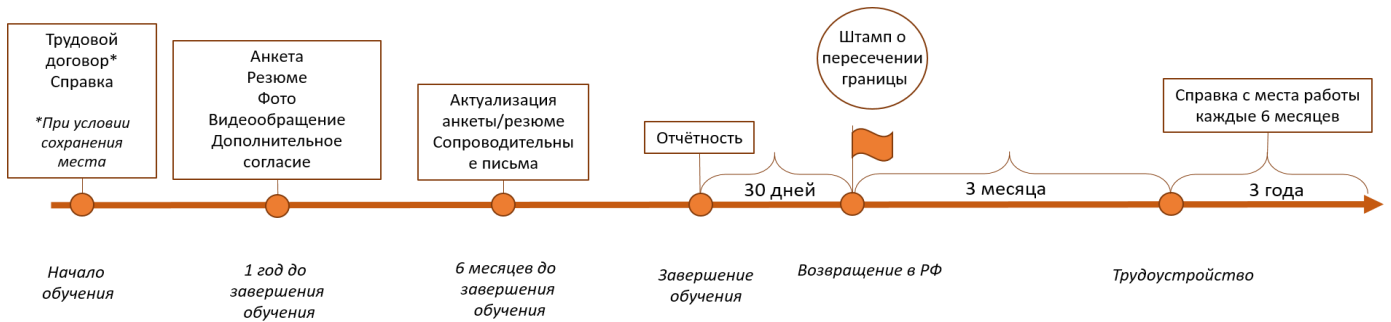 Трудовой
договор*
Справка
*При условии
сохранения
места
Анкета
Резюме
Фото
Видеообращение
Дополнительное
согласие
Актуализация
анкеты/резюме
Сопроводительны
е письма
Отчётность
30 дней
Штамп о
пересечении
границы
3 месяца
Справка с места работы
каждые 6 месяцев
3 года
Начало
обучения
1 год до
завершения
обучения
6 месяцев до
завершения
обучения
Завершение
обучения
Возвращение в РФ
Трудоустройство